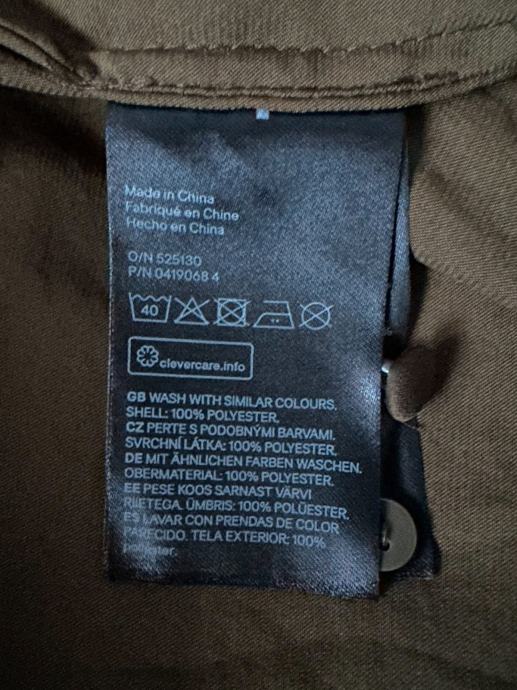 Made in China
Fabriqué en Chine
Hecho en China
O/N 525130
P/N 0419068 4
40
clevercare.info
GB WASH WITH SIMILAR COLOURS.
SHELL: 100% POLYESTER.
CZ PERTE S PODOBNÝMI BARVAMI.
SVRCHNÍ LÁTKA: 100% POLYESTER.
DE MIT ÄHNLICHEN FARBEN WASCHEN.
OBERMATERIAL: 100% POLYESTER.
EE PESE KOOS SARNAST VÄRVI
RIIETEGA. ÜMBRIS: 100% POLÜESTER.
ES LAVAR CON PRENDAS DE COLOR
PARECIDO. TELA EXTERIOR: 100%
poliéster.